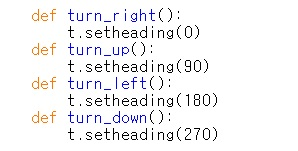 def turn_right():
    t.setheading(0)
def turn_up():
    t.setheading(90)
def turn_left():
    t.setheading(180)
def turn_down():
    t.setheading(270)